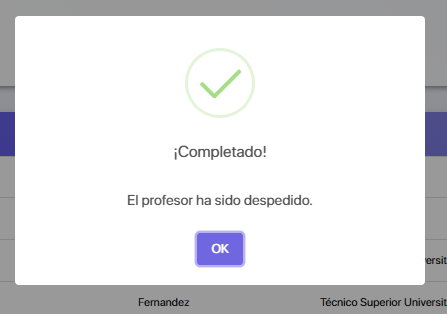 ¡Completado!
El profesor ha sido despedido.
OK
Fernandez Técnico Superior Universit